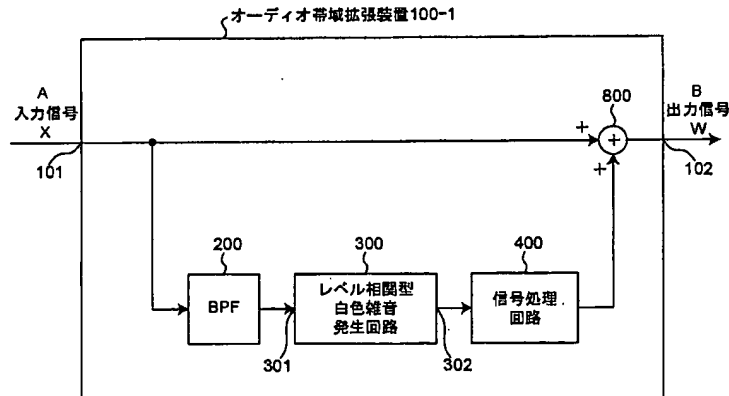 オーディオ帯域拡張装置100-1
A
入力信号
X
101
800
+
+
+
B
出力信号
W
102
200
BPF
300
レベル相関型
白色雑音
発生回路
301
302
400
信号処理
回路